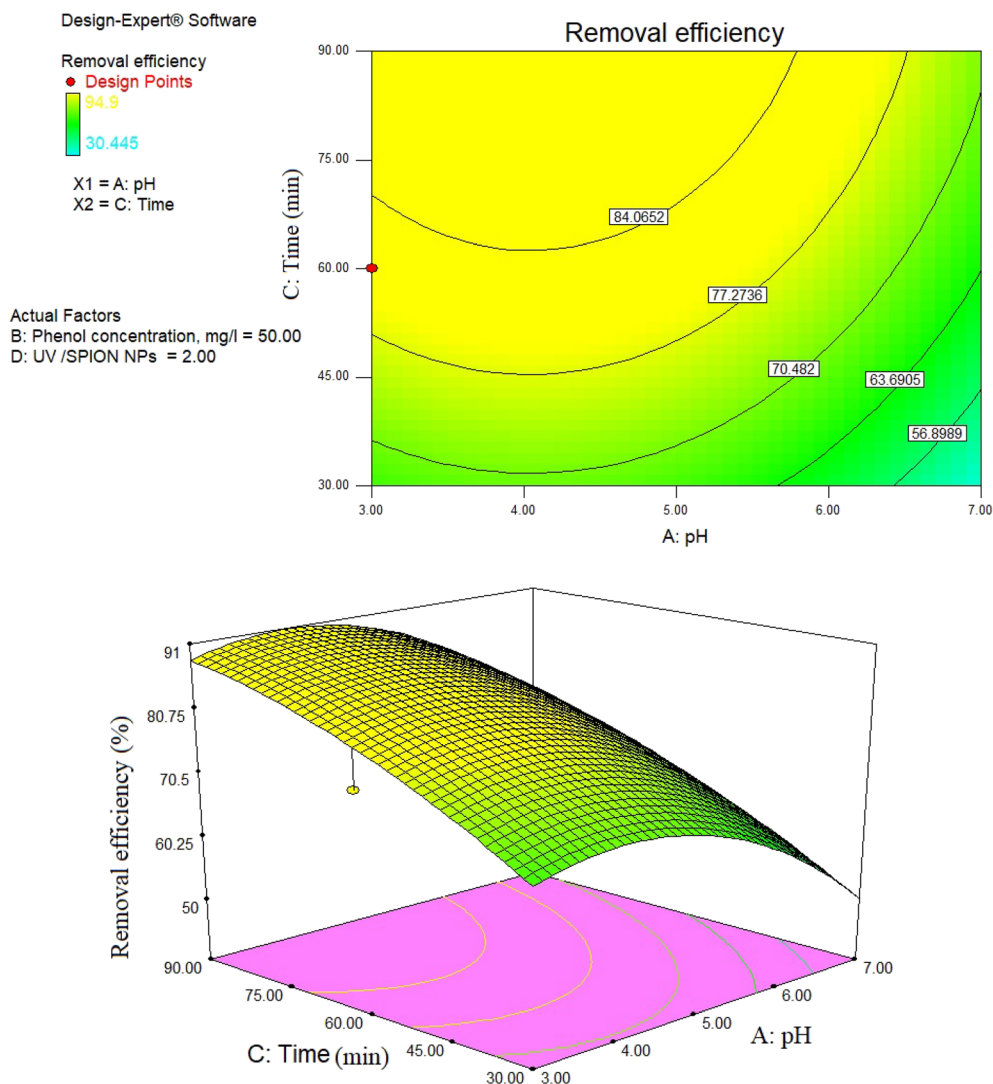 Design-Expert® Software
Removal efficiency
Design Points
94.9
30.445
X1 = A: pH
X2 = C: Time
Actual Factors
B: Phenol concentration, mg/l = 50.00
D: UV /SPION NPs = 2.00
Removal efficiency
90.00
75.00
60.00
45.00
30.00
C: Time (min)
84.0652
77.2736
70.482
63.6905
56.8989
3.00
4.00
5.00
6.00
7.00
A: pH
91
80.75
70.5
60.25
50
Removal efficiency (%)
90.00
75.00
60.00
45.00
30.00
C: Time (min)
3.00
4.00
5.00
6.00
7.00
A: pH